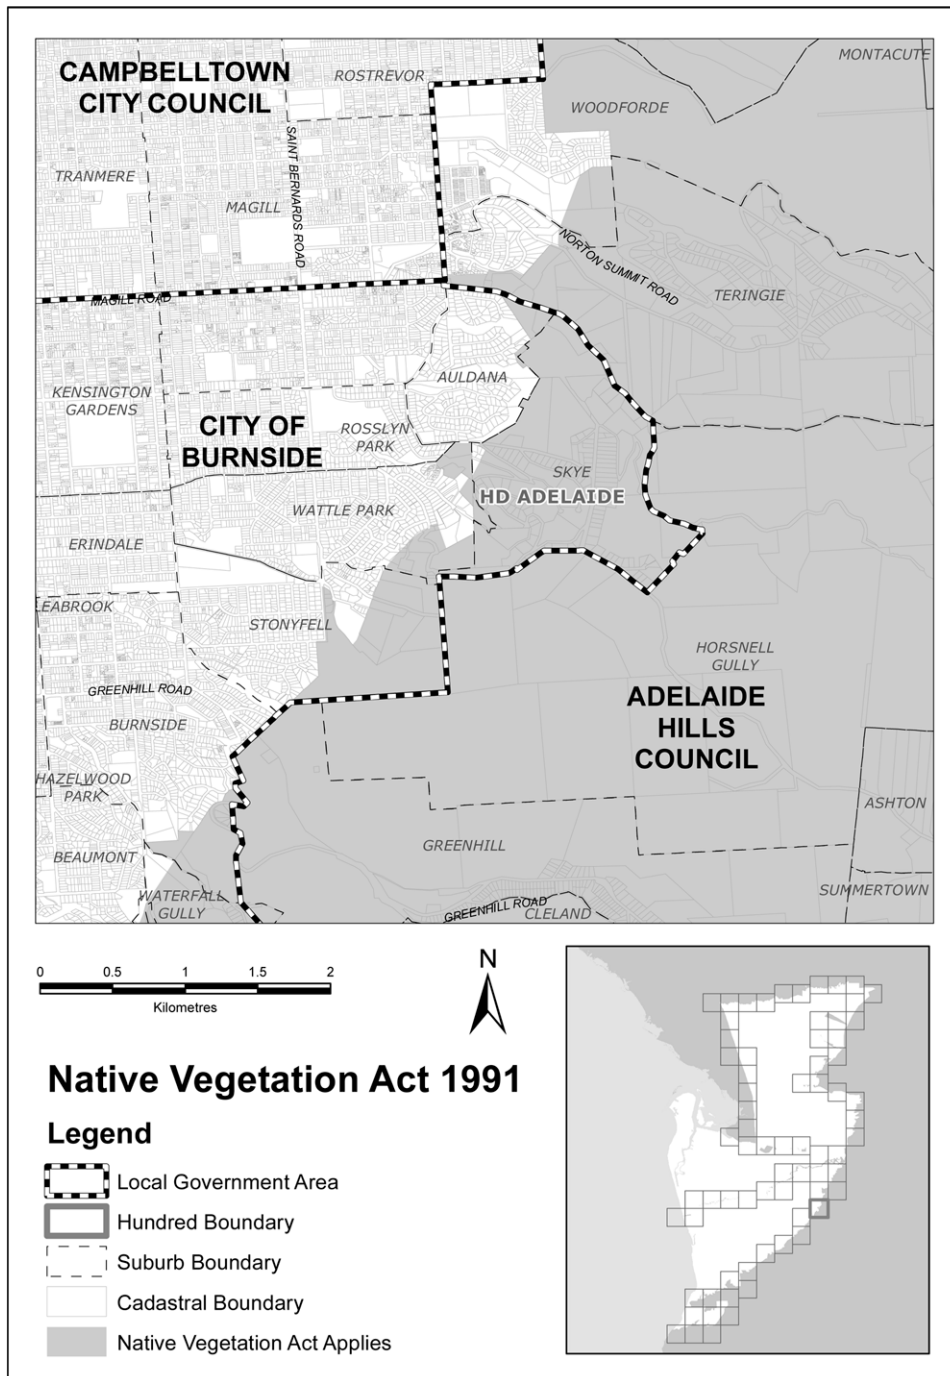 CAMPBELLTOWN
CITY COUNCIL
ROSTREVOR
MONTACUTE
WOODFORDE
SAINT BERNARDS ROAD
TRANMERE
MAGILL
NORTON SUMMIT ROAD
TERINGIE
MAGILL ROAD
KENSINGTON
GARDENS
AULDANA
CITY OF
BURNSIDE
ROSSLYN
PARK
SKYE
HD ADELAIDE
WATTLE PARK
ERINDALE
EABROOK
STONYFELL
HORSNELL
GULLY
GREENHILL ROAD
BURNSIDE
ADELAIDE
HILLS
COUNCIL
HAZELWOOD
PARK
ASHTON
BEAUMONT
GREENHILL
WATERFALL
GULLY
SUMMERTOWN
GREENHILL ROAD
CLELAND
0 0.5 1 1.5 2
Kilometres
N
Native Vegetation Act 1991
Legend
Local Government Area
Hundred Boundary
Suburb Boundary
Cadastral Boundary
Native Vegetation Act Applies